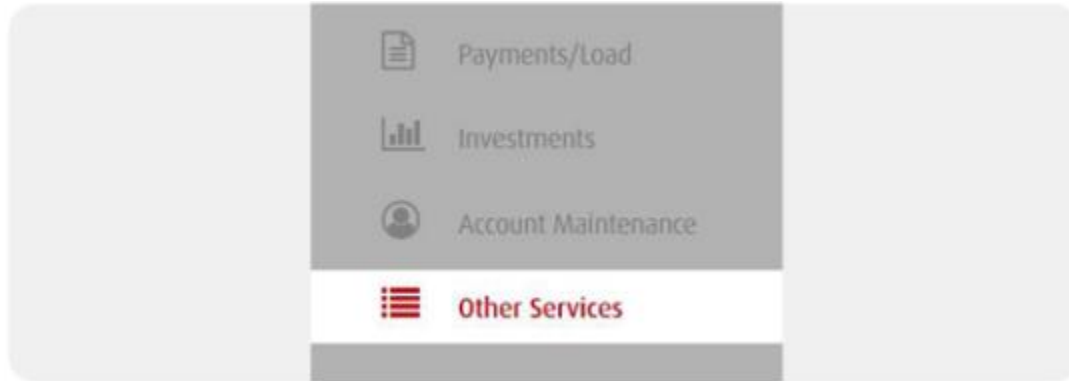 Payments/Load
Investments
Account Maintenance
Other Services